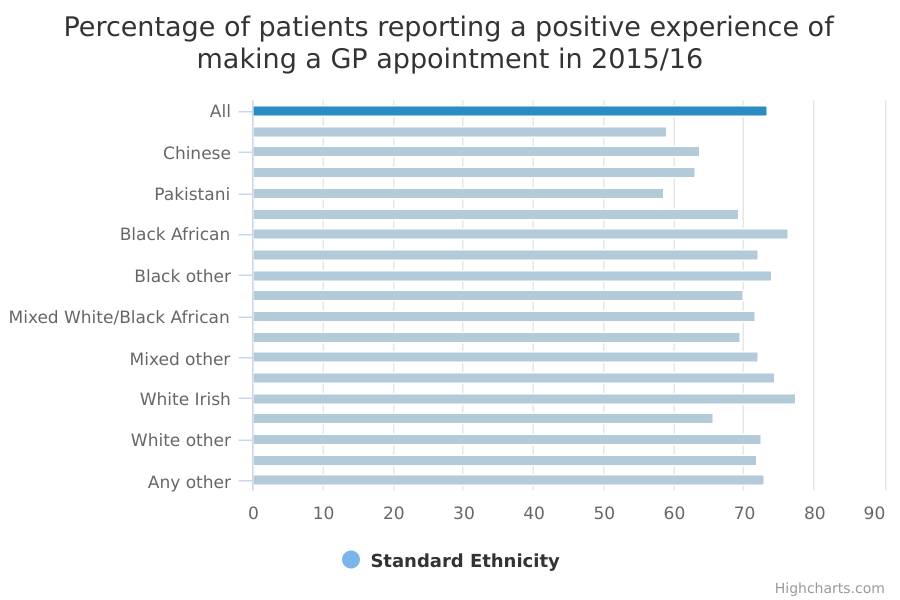 Percentage of patients reporting a positive experience of
making a GP appointment in 2015/16
All
Chinese
Pakistani
Black African
Black other
Mixed White/Black African
Mixed other
White Irish
White other
Any other
0 10 20 30 40 50 60 70 80 90
Standard Ethnicity
Highcharts.com